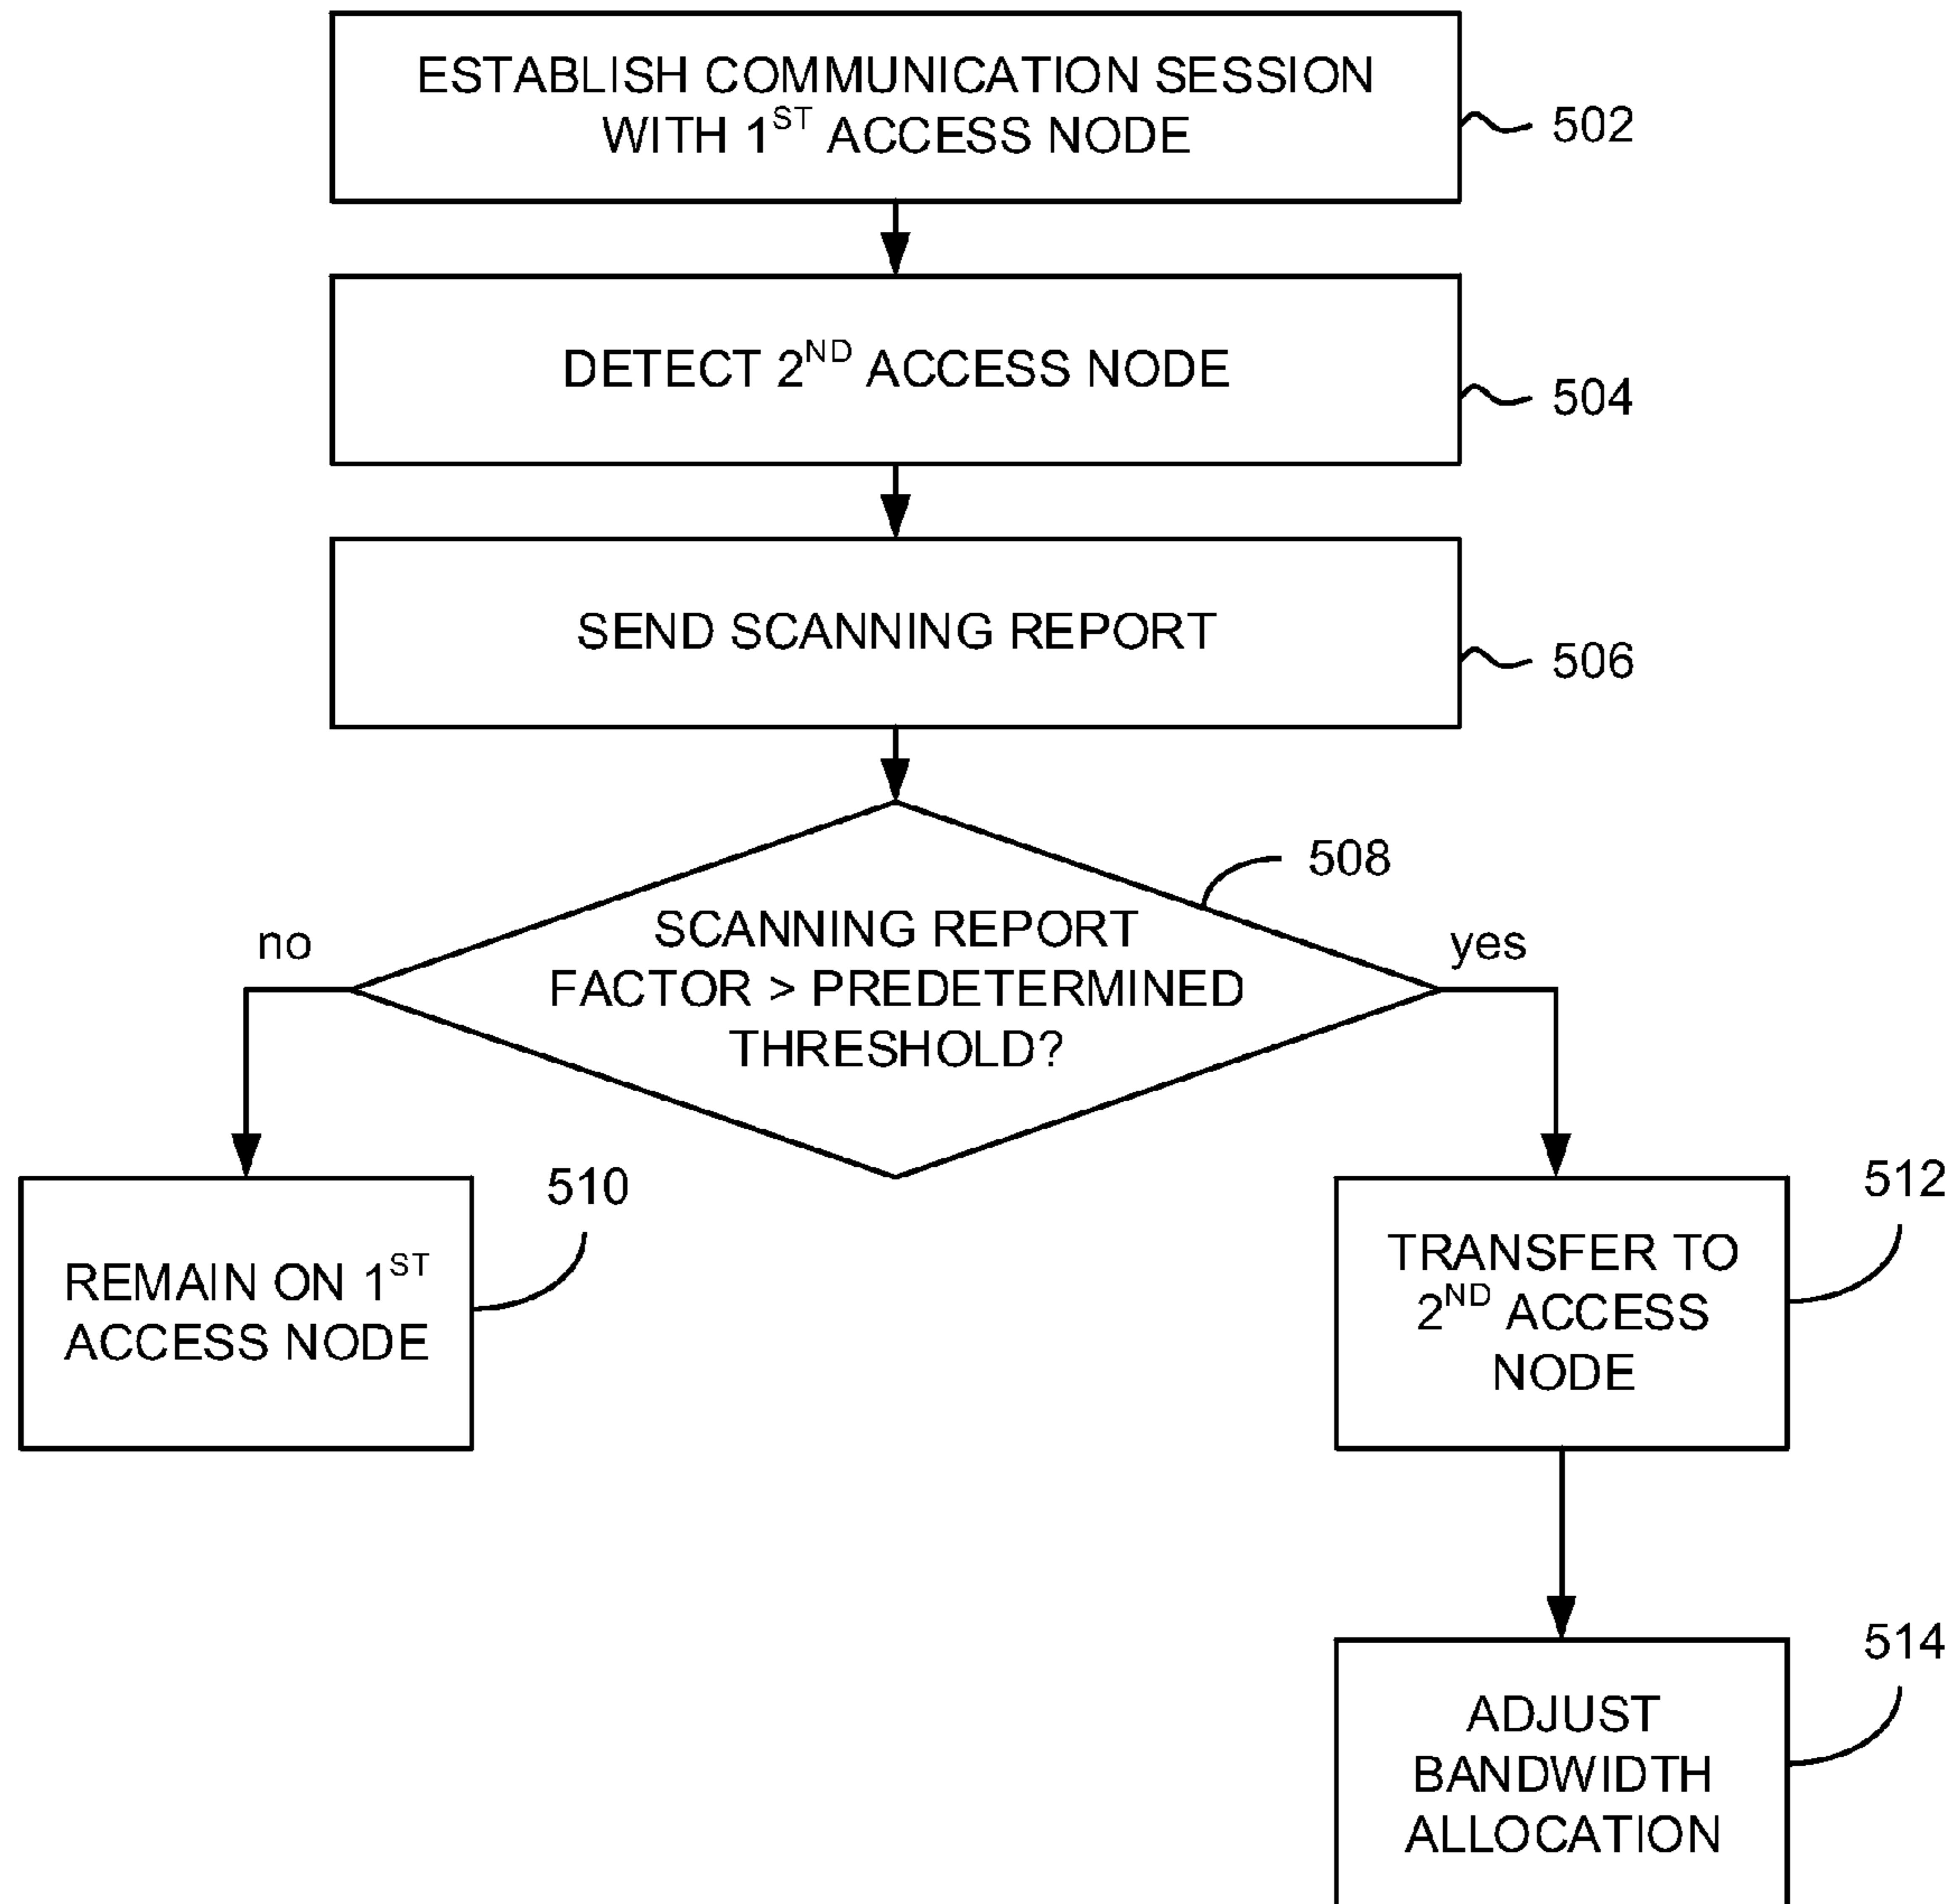 ESTABLISH COMMUNICATION SESSION
WITH 1ST ACCESS NODE
502
DETECT 2ND ACCESS NODE
504
SEND SCANNING REPORT
506
508
SCANNING REPORT
FACTOR > PREDETERMINED
THRESHOLD?
no
yes
510
REMAIN ON 1ST
ACCESS NODE
512
TRANSFER TO
2ND ACCESS
NODE
514
ADJUST
BANDWIDTH
ALLOCATION